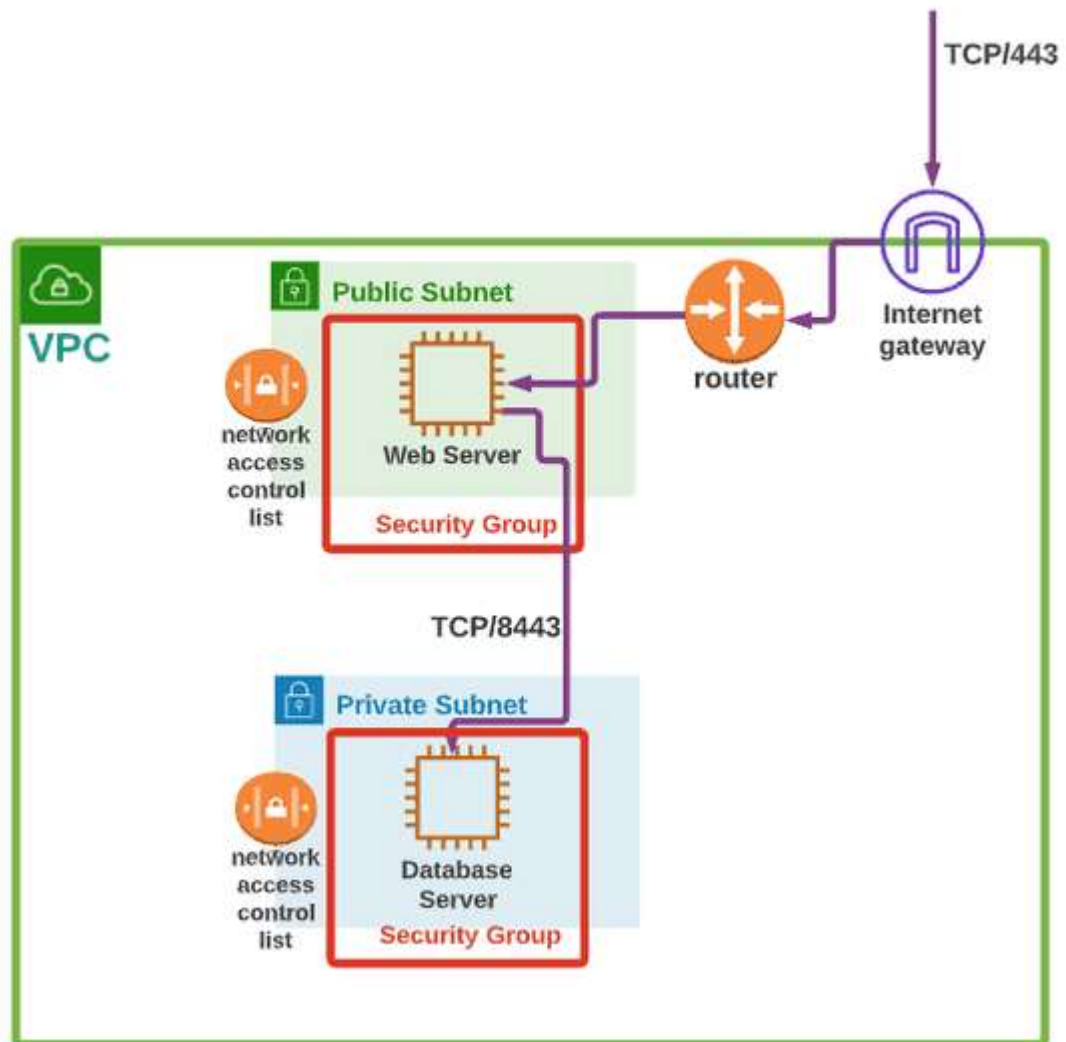 TCP/443
VPC
Public Subnet
Internet
gateway
router
network
access
control
list
Web Server
Security Group
TCP/8443
Private Subnet
network
access
control
list
Database
Server
Security Group